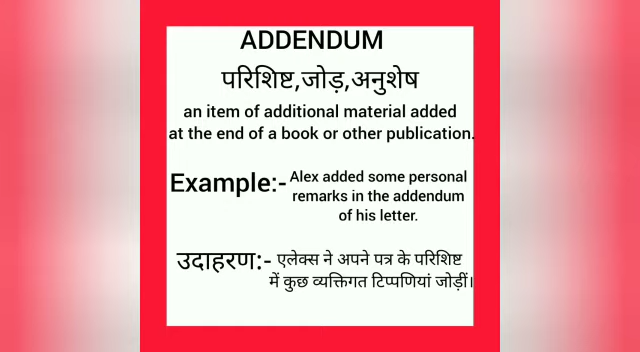 ADDENDUM
परिशिष्ट,जोड़,अनुशेष
an item of additional material added
at the end of a book or other publication.
Example:- Alex added some personal
remarks in the addendum
of his letter.
उदाहरण:- एलेक्स ने अपने पत्र के परिशिष्ट
में कुछ व्यक्तिगत टिप्पणियां जोड़ीं।